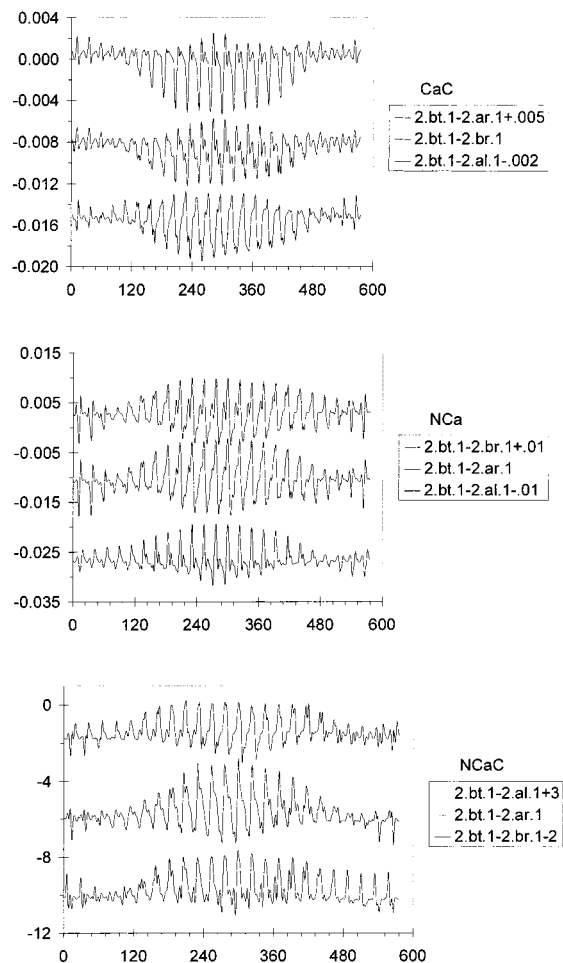 0.004
0.000
-0.004
-0.008
-0.012
-0.016
-0.020
0 120 240 360 480 600
CaC
2.bt.1-2.ar.1+.005
2.bt.1-2.br.1
2.bt.1-2.al.1-.002
0.015
0.005
-0.005
-0.015
-0.025
-0.035
0 120 240 360 480 600
NCa
2.bt.1-2.br.1+.01
2.bt.1-2.ar.1
2.bt.1-2.al.1-.01
0
-4
-8
-12
0 120 240 360 480 600
NCaC
2.bt.1-2.al.1+3
2.bt.1-2.ar.1
2.bt.1-2.br.1-2